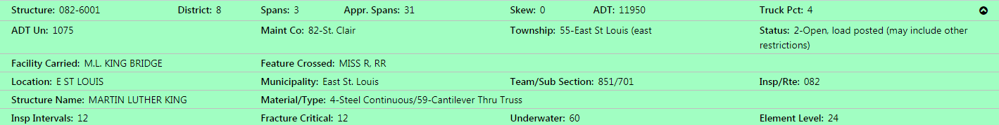 Structure: 082-6001 District: 8 Spans: 3 Appr. Spans: 31 Skew: 0 ADT: 11950 Truck Pct: 4
ADT Un: 1075 Maint Co: 82-St. Clair Township: 55-East St Louis (east Status: 2-Open, load posted (may include other
restrictions)
Facility Carried: M.L. KING BRIDGE Feature Crossed: MISS R, RR
Location: E ST LOUIS Municipality: East St. Louis Team/Sub Section: 851/701 Insp/Rte: 082
Structure Name: MARTIN LUTHER KING Material/Type: 4-Steel Continuous/59-Cantilever Thru Truss
Insp Intervals: 12 Fracture Critical: 12 Underwater: 60 Element Level: 24